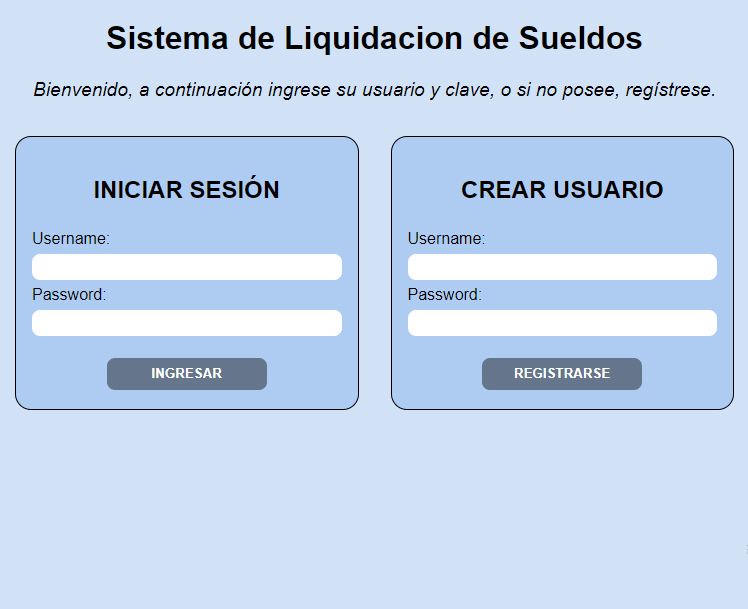 Sistema de Liquidacion de Sueldos
Bienvenido, a continuación ingrese su usuario y clave, o si no posee, regístrese.
INICIAR SESIÓN
Username:
Password:
INGRESAR
CREAR USUARIO
Username:
Password:
REGISTRARSE